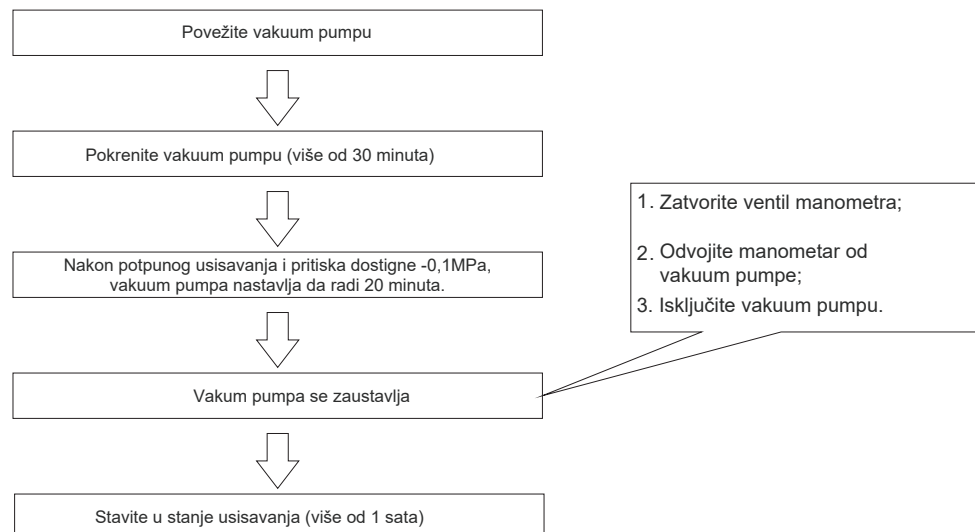 Povežite vakuum pumpu
Pokrenite vakuum pumpu (više od 30 minuta)
Nakon potpunog usisavanja i pritiska dostigne -0,1MPa,
vakuum pumpa nastavlja da radi 20 minuta.
Vakum pumpa se zaustavlja
1. Zatvorite ventil manometra;
2. Odvojite manometar od
vakuum pumpe;
3. Isključite vakuum pumpu.
Stavite u stanje usisavanja (više od 1 sata)